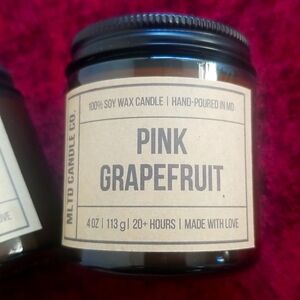 MLTD CANDLE CO.
100% SOY WAX CANDLE | HAND-POURED IN MD
PINK
GRAPEFRUIT
4 OZ | 113 g | 20+ HOURS | MADE WITH LOVE
OVE